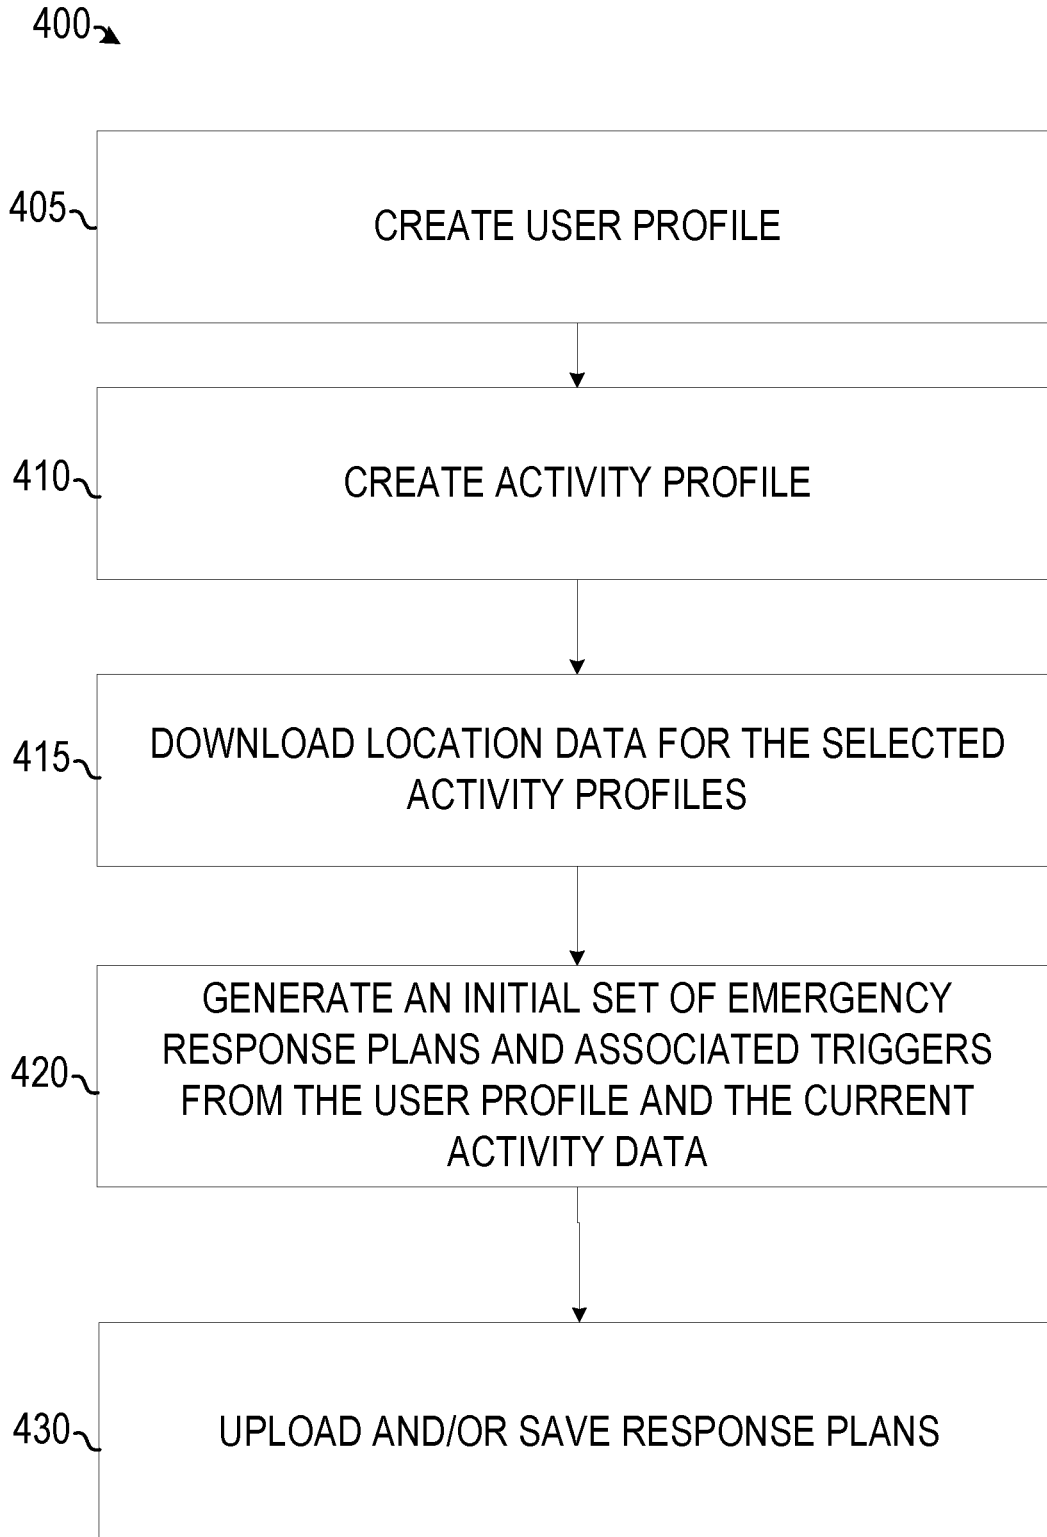 400
405
CREATE USER PROFILE
410
CREATE ACTIVITY PROFILE
415
DOWNLOAD LOCATION DATA FOR THE SELECTED
ACTIVITY PROFILES
420
GENERATE AN INITIAL SET OF EMERGENCY
RESPONSE PLANS AND ASSOCIATED TRIGGERS
FROM THE USER PROFILE AND THE CURRENT
ACTIVITY DATA
430
UPLOAD AND/OR SAVE RESPONSE PLANS